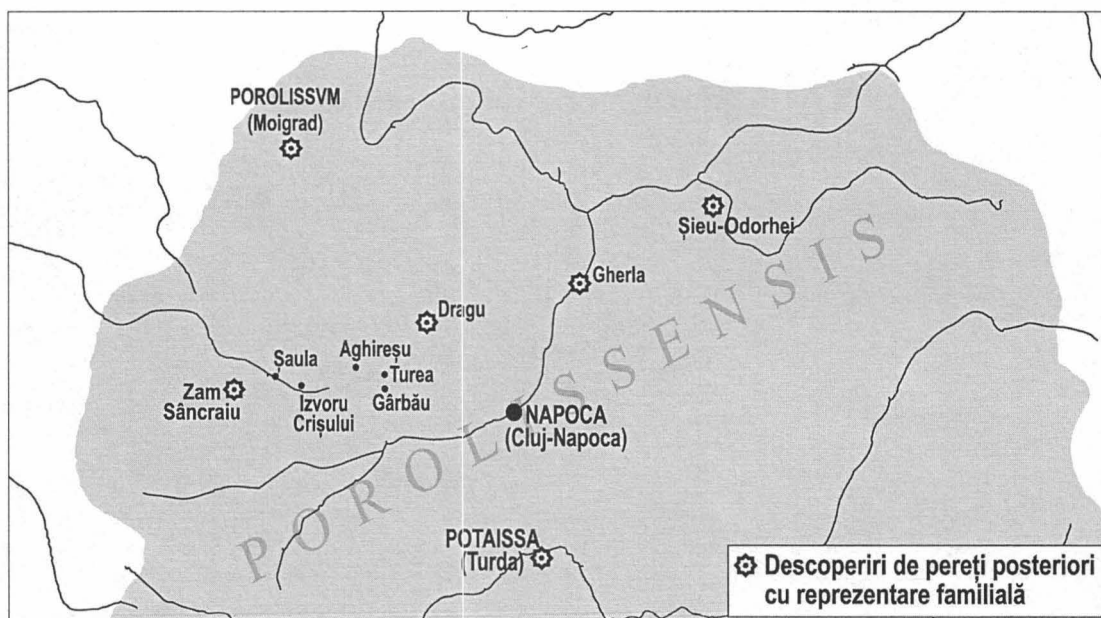 POROLISSVM
(Moigrad)
Șieu-Odorhei
Gherla
Dragu
Aghireșu
Șaula
Turea
Zam
Sâncraiu
Izvoru
Crișului
Gârbău
NAPOCA
(Cluj-Napoca)
POROLISSENSIS
POTAISSA
(Turda)
Descoperiri de pereți posteriori
cu reprezentare familială